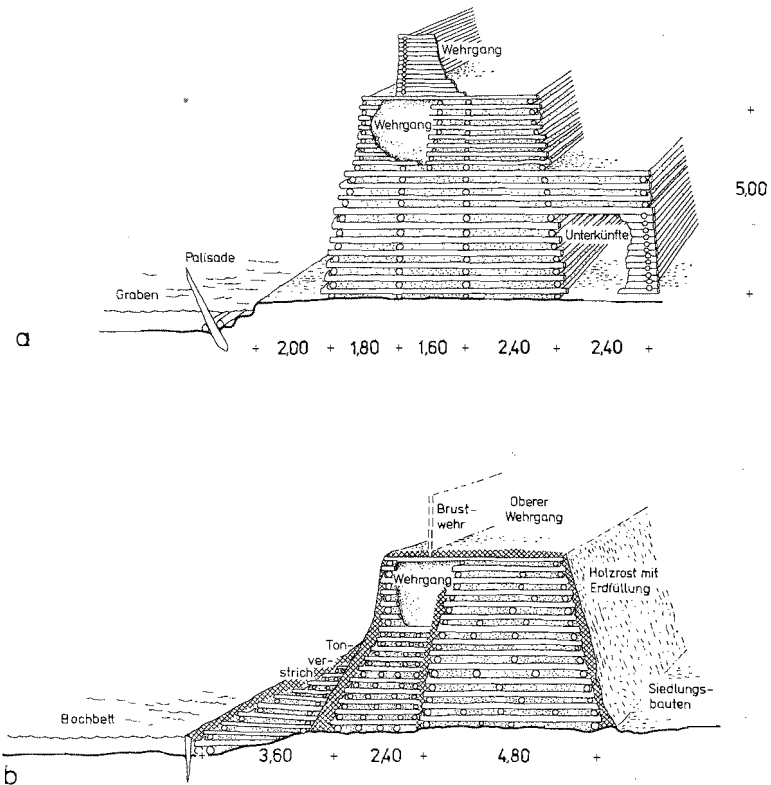 Wehrgang
Wehrgang
+
5,00
Unterkünfte
Palisade
Graben
+
a
+ 2,00 + 1,80 + 1,60 + 2,40 + 2,40 +
Brust-
wehr
Oberer
Wehrgang
Wehrgang
Holzrost mit
Erdfüllung
Ton-
ver-
strich
Siedlungs-
bauten
Bachbett
+ 3,60 + 2,40 + 4,80 +
b